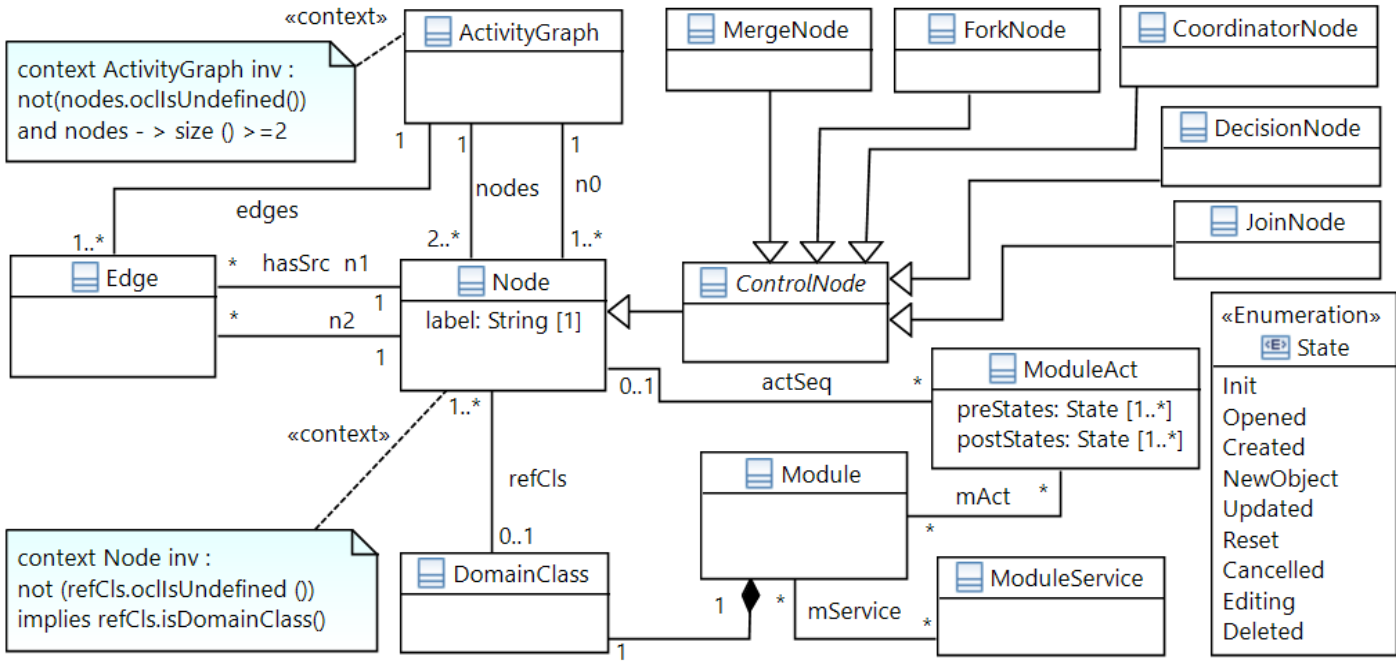 «context»
ActivityGraph
MergeNode
ForkNode
CoordinatorNode
context ActivityGraph inv :
not(nodes.oclIsUndefined())
and nodes - > size () >=2
DecisionNode
1
1
1
nodes
n0
edges
JoinNode
1..*
2..*
1..*
Edge
*
hasSrc
n1
1
*
n2
1
Node
label: String [1]
ControlNode
«Enumeration»
<E> State
Init
Opened
Created
NewObject
Updated
Reset
Cancelled
Editing
Deleted
0..1
actSeq
*
ModuleAct
preStates: State [1..*]
postStates: State [1..*]
1..*
«context»
refCls
0..1
Module
mAct
*
*
context Node inv :
not (refCls.oclIsUndefined ())
implies refCls.isDomainClass()
DomainClass
1
1
*
mService
*
ModuleService